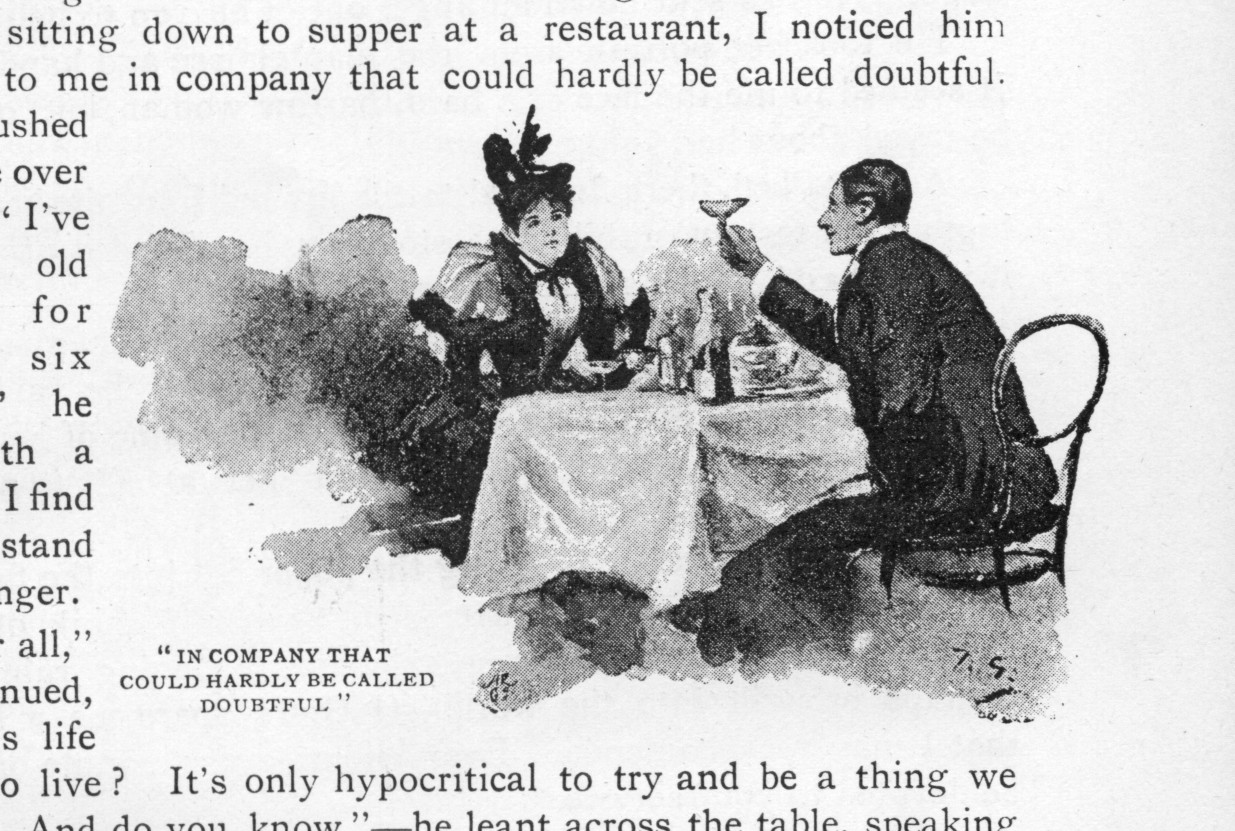 sitting down to supper at a restaurant, I noticed him
to me in company that could hardly be called doubtful.
ushed
over
“ I've
old
for
six
” he
th a
I find
stand
nger.
r all,”
nued,
s life
o live? It's only hypocritical to try and be a thing we
And do you know,”—he leant across the table, speaking
“ IN COMPANY THAT
COULD HARDLY BE CALLED
DOUBTFUL ”
J. G.